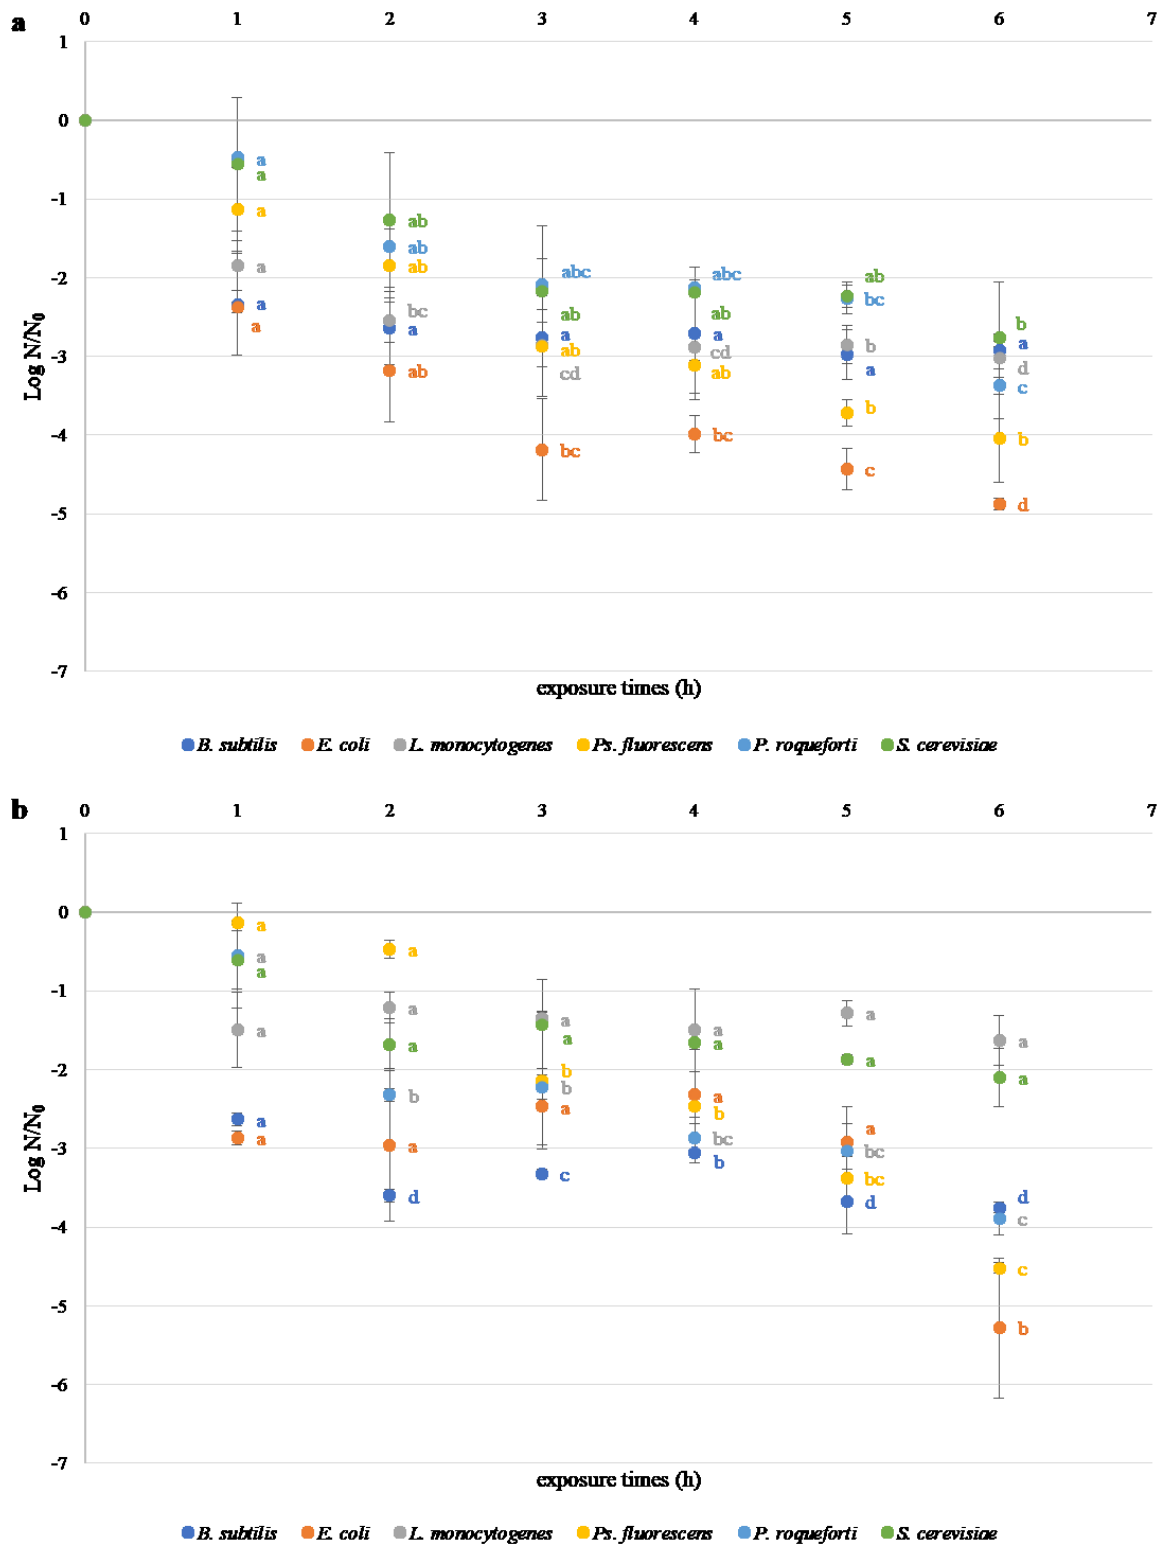 a
0 1 2 3 4 5 6 7
1
0
-1
-2
-3
-4
-5
-6
-7
Log N/N0
a
a
a
a
a
a
ab
ab
ab
bc
a
ab
abc
ab
a
ab
cd
bc
abc
ab
a
cd
ab
bc
ab
bc
b
a
b
c
b
a
d
c
b
d
exposure times (h)
B. subtilis E. coli L. monocytogenes Ps. fluorescens P. roqueforti S. cerevisiae
b
0 1 2 3 4 5 6 7
1
0
-1
-2
-3
-4
-5
-6
-7
Log N/N0
a
a
a
a
a
a
a
a
a
b
a
d
a
a
b
b
a
c
a
a
a
b
bc
b
a
a
a
bc
bc
d
a
a
d
c
c
b
exposure times (h)
B. subtilis E. coli L. monocytogenes Ps. fluorescens P. roqueforti S. cerevisiae